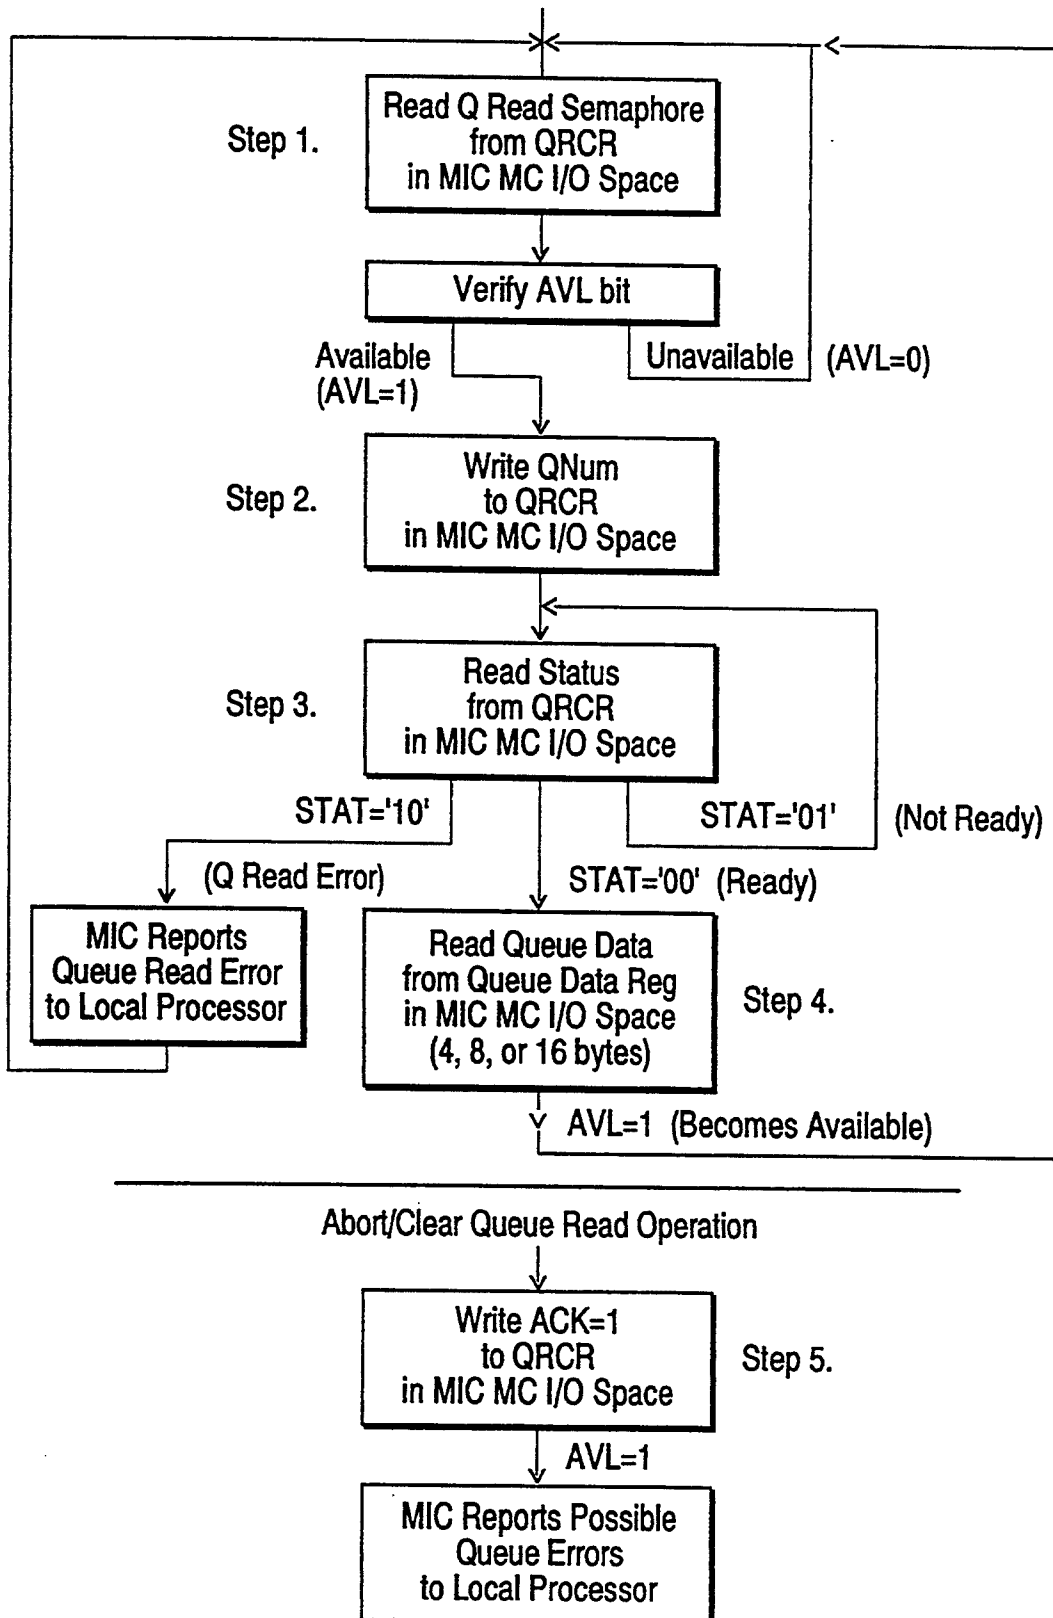 Step 1.
Read Q Read Semaphore
from QRCR
in MIC MC I/O Space
Verify AVL bit
Available
(AVL=1)
Unavailable (AVL=0)
Step 2.
Write QNum
to QRCR
in MIC MC I/O Space
Step 3.
Read Status
from QRCR
in MIC MC I/O Space
STAT='10'
STAT='01' (Not Ready)
(Q Read Error)
STAT='00' (Ready)
MIC Reports
Queue Read Error
to Local Processor
Read Queue Data
from Queue Data Reg
in MIC MC I/O Space
(4, 8, or 16 bytes)
Step 4.
AVL=1 (Becomes Available)
Abort/Clear Queue Read Operation
Write ACK=1
to QRCR
in MIC MC I/O Space
Step 5.
AVL=1
MIC Reports Possible
Queue Errors
to Local Processor